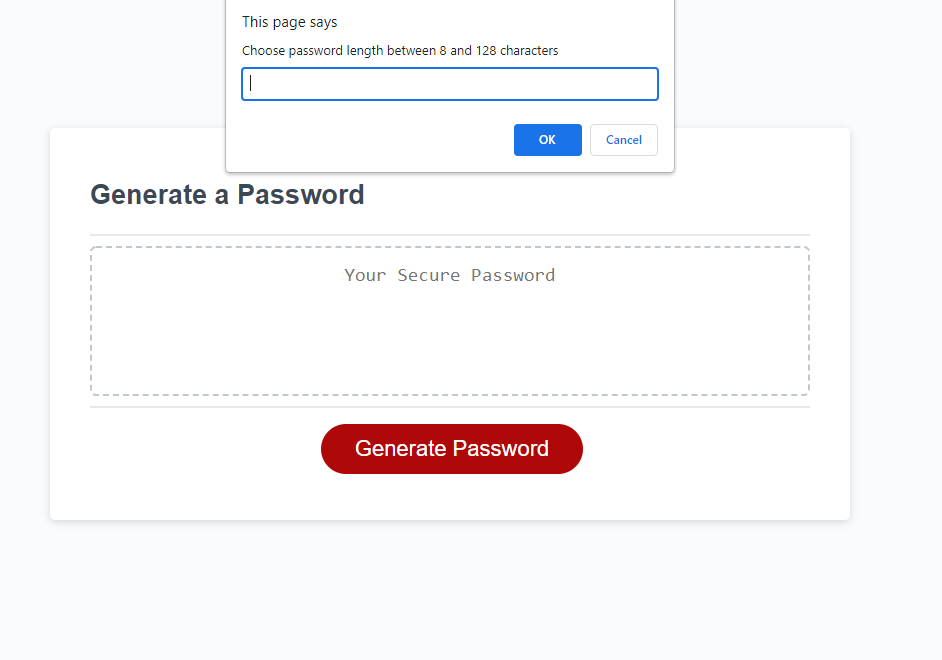 This page says
Choose password length between 8 and 128 characters
OK
Cancel
Generate a Password
Your Secure Password
Generate Password